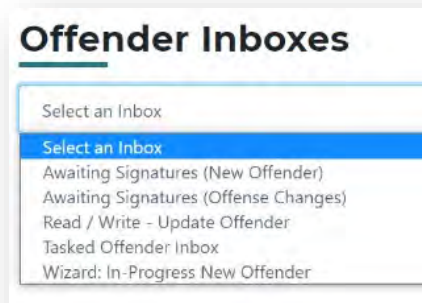 Offender Inboxes
Select an Inbox
Select an Inbox
Awaiting Signatures (New Offender)
Awaiting Signatures (Offense Changes)
Read / Write - Update Offender
Tasked Offender Inbox
Wizard: In-Progress New Offender